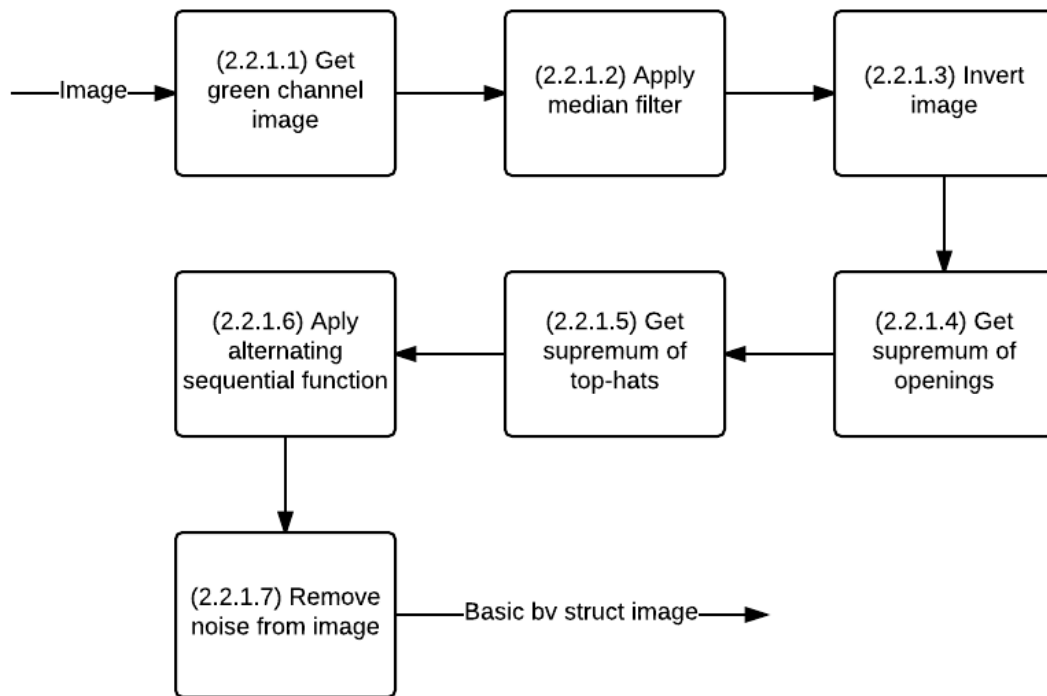 Image
(2.2.1.1) Get
green channel
image
(2.2.1.2) Apply
median filter
(2.2.1.3) Invert
image
(2.2.1.4) Get
supremum of
openings
(2.2.1.5) Get
supremum of
top-hats
(2.2.1.6) Aply
alternating
sequential function
(2.2.1.7) Remove
noise from image
Basic bv struct image